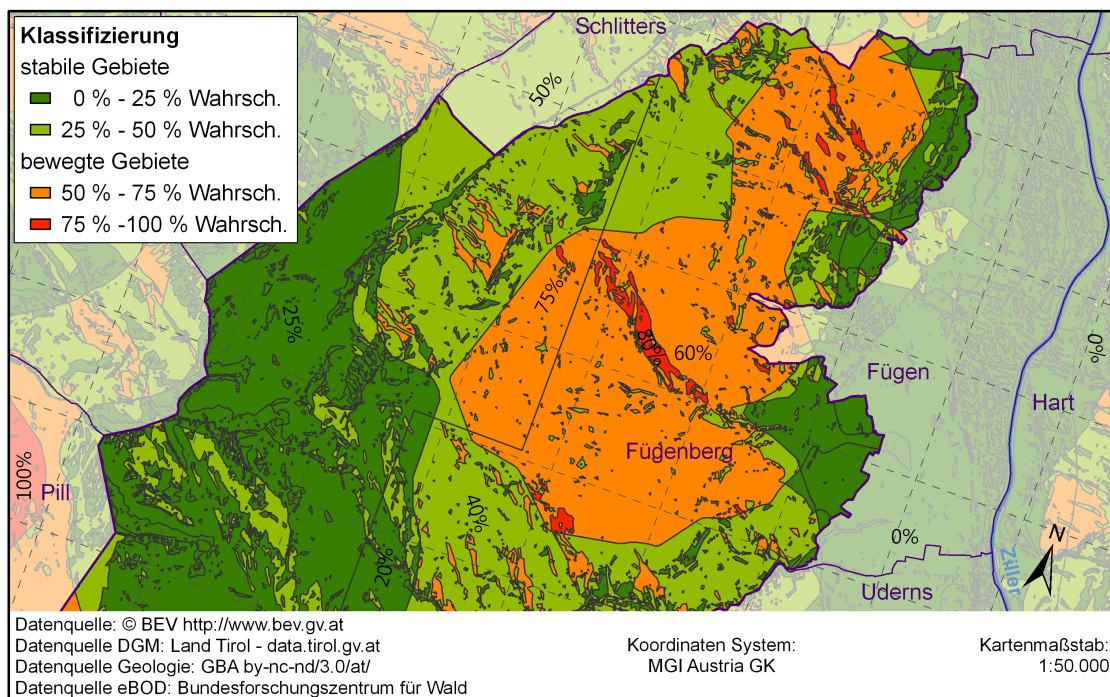 Klassifizierung
stabile Gebiete
0 % - 25 % Wahrsch.
25 % - 50 % Wahrsch.
bewegte Gebiete
50 % - 75 % Wahrsch.
75 % -100 % Wahrsch.
Schlitters
50%
25%
75%
80%
60%
0%
Fügen
Hart
Fügenberg
100%
Pill
40%
20%
0%
N
Ziller
Uderns
Datenquelle: © BEV http://www.bev.gv.at
Datenquelle DGM: Land Tirol - data.tirol.gv.at
Datenquelle Geologie: GBA by-nc-nd/3.0/at/
Datenquelle eBOD: Bundesforschungszentrum für Wald
Koordinaten System:
MGI Austria GK
Kartenmaßstab:
1:50.000